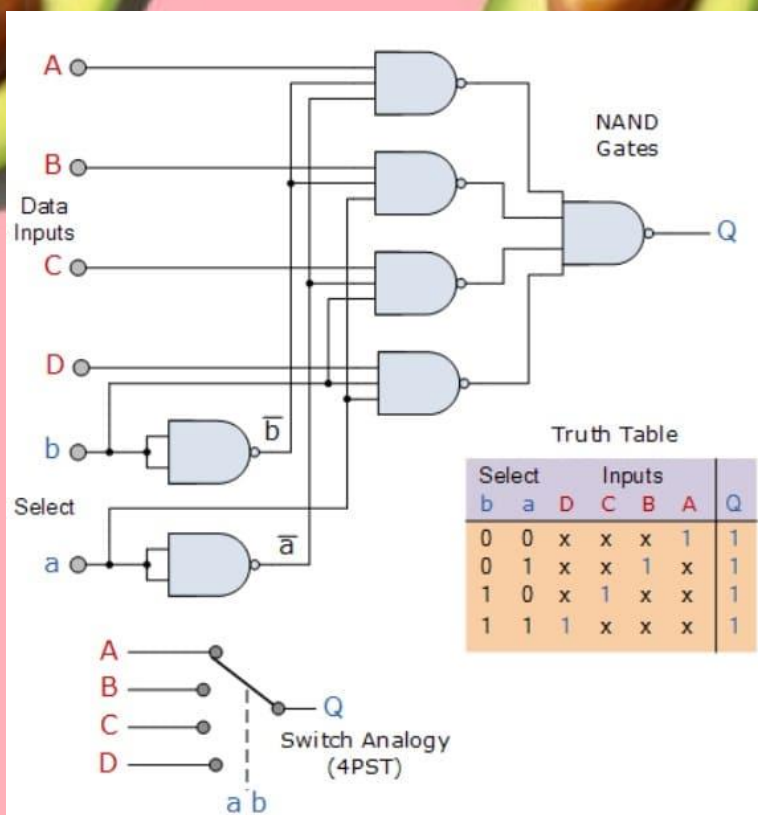 A
B
Data
Inputs
C
D
b
Select
a
b̅
a̅
NAND
Gates
Q
Truth Table
Select Inputs
b a D C B A Q
0 0 x x x 1 1
0 1 x x 1 x 1
1 0 x 1 x x 1
1 1 1 x x x 1
A
B
C
D
Q
Switch Analogy
(4PST)
a b